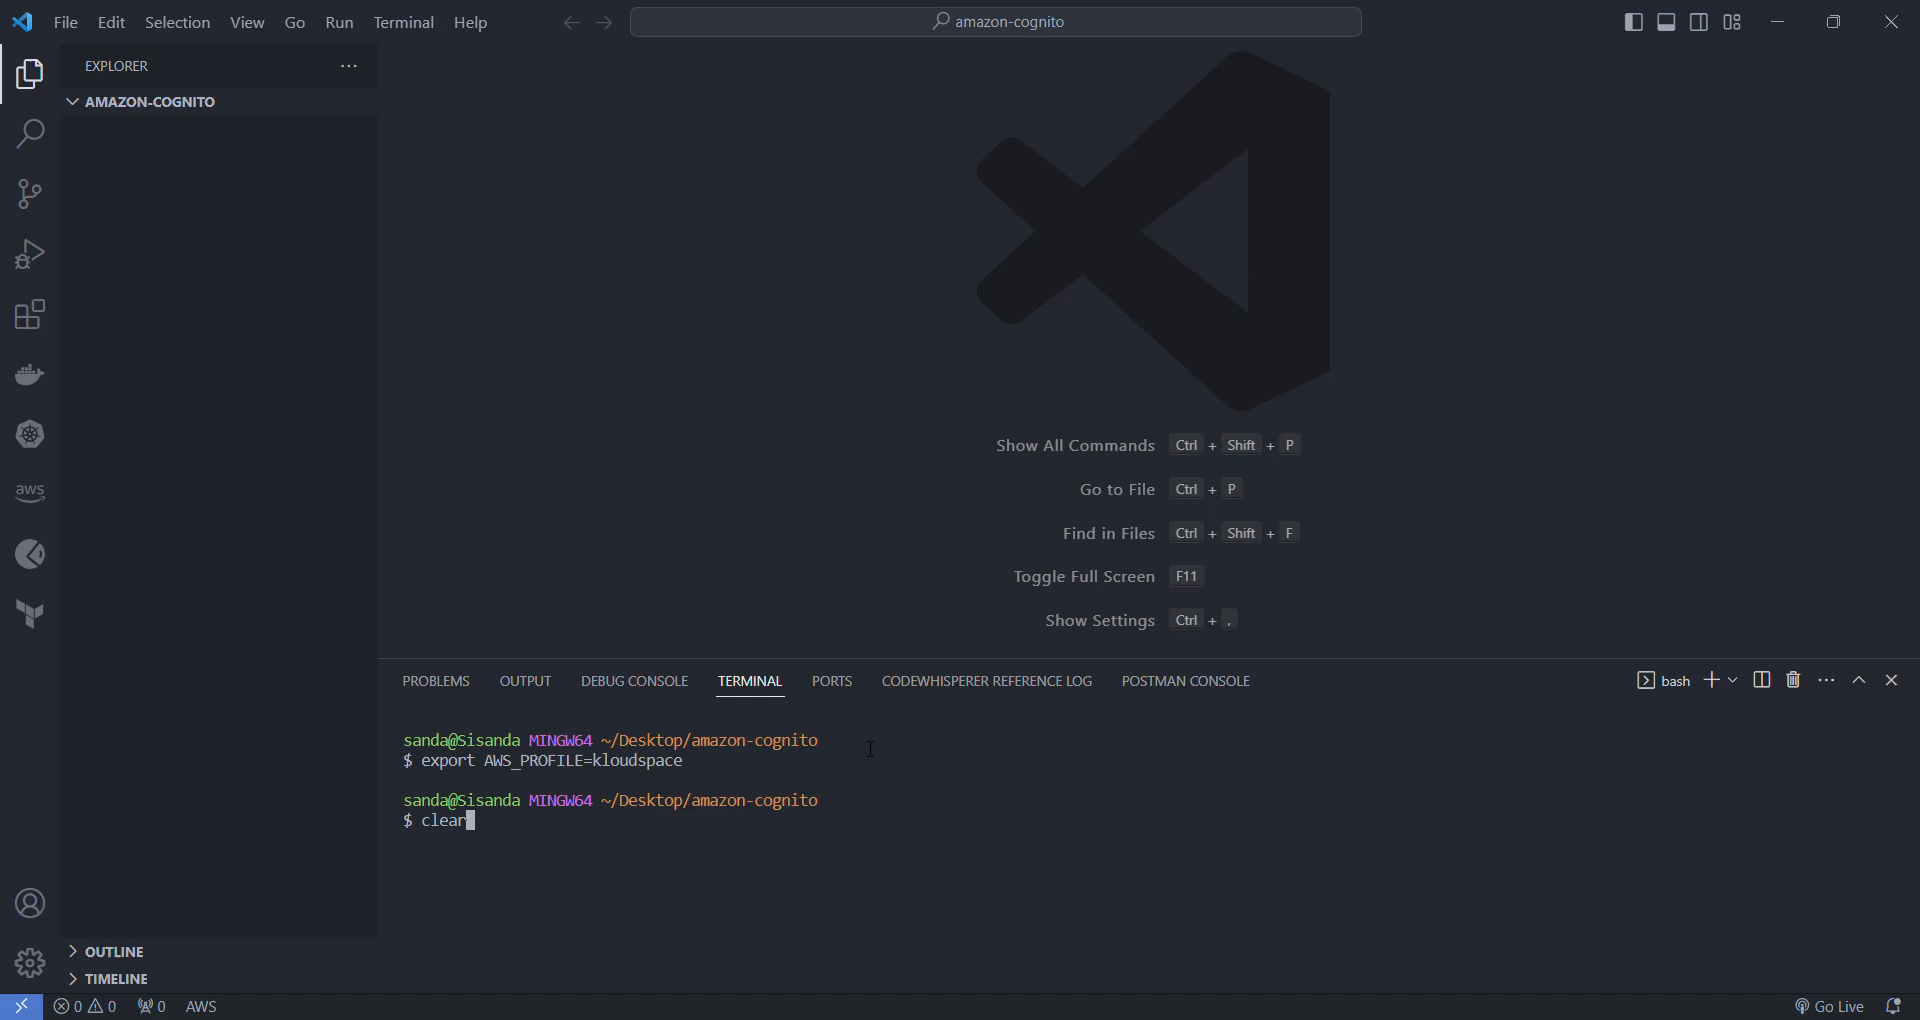 File Edit Selection View Go Run Terminal Help
amazon-cognito
EXPLORER
AMAZON-COGNITO
aws
Show All Commands Ctrl + Shift + P
Go to File Ctrl + P
Find in Files Ctrl + Shift + F
Toggle Full Screen F11
Show Settings Ctrl + ,
PROBLEMS OUTPUT DEBUG CONSOLE TERMINAL PORTS CODEWHISPERER REFERENCE LOG POSTMAN CONSOLE
bash
sanda@Sisanda MINGW64 ~/Desktop/amazon-cognito
$ export AWS_PROFILE=kloudspace
sanda@Sisanda MINGW64 ~/Desktop/amazon-cognito
$ clear
OUTLINE
TIMELINE
0 0 0 AWS Go Live